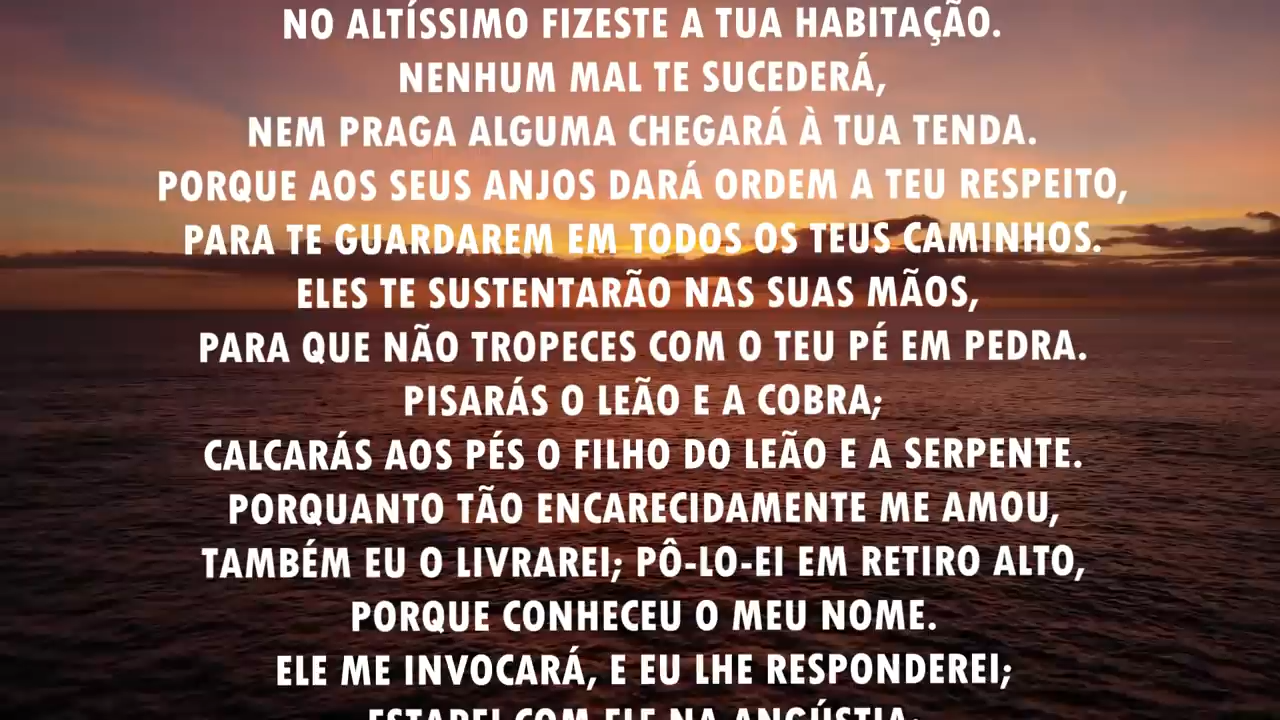 NO ALTÍSSIMO FIZESTE A TUA HABITAÇÃO.
NENHUM MAL TE SUCEDERÁ,
NEM PRAGA ALGUMA CHEGARÁ À TUA TENDA.
PORQUE AOS SEUS ANJOS DARÁ ORDEM A TEU RESPEITO,
PARA TE GUARDAREM EM TODOS OS TEUS CAMINHOS.
ELES TE SUSTENTARÃO NAS SUAS MÃOS,
PARA QUE NÃO TROPECES COM O TEU PÉ EM PEDRA.
PISARÁS O LEÃO E A COBRA;
CALCARÁS AOS PÉS O FILHO DO LEÃO E A SERPENTE.
PORQUANTO TÃO ENCARECIDAMENTE ME AMOU,
TAMBÉM EU O LIVRAREI; PÔ-LO-EI EM RETIRO ALTO,
PORQUE CONHECEU O MEU NOME.
ELE ME INVOCARÁ, E EU LHE RESPONDEREI;
ESTAREI COM ELE NA ANGÚSTIA;